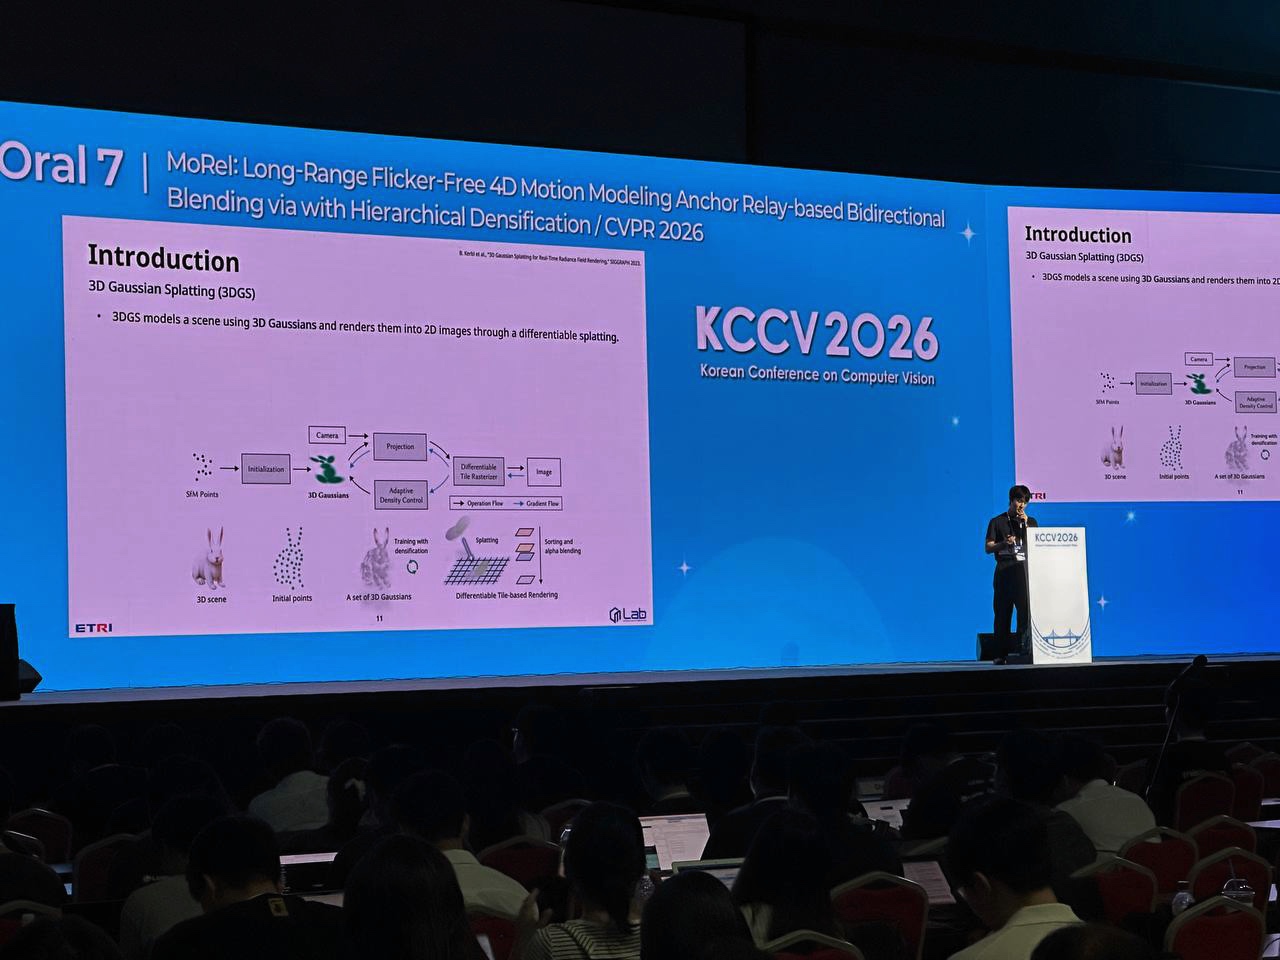 Oral 7 | MoRel: Long-Range Flicker-Free 4D Motion Modeling Anchor Relay-based Bidirectional
Blending via with Hierarchical Densification / CVPR 2026
Introduction
B. Kerbl et al., "3D Gaussian Splatting for Real-Time Radiance Field Rendering," SIGGRAPH 2023.
3D Gaussian Splatting (3DGS)
• 3DGS models a scene using 3D Gaussians and renders them into 2D images through a differentiable splatting.
Camera
Projection
SfM Points
Initialization
3D Gaussians
Differentiable
Tile Rasterizer
Image
Adaptive
Density Control
Operation Flow
Gradient Flow
Training with
densification
Splatting
Sorting and
alpha blending
3D scene
Initial points
A set of 3D Gaussians
Differentiable Tile-based Rendering
11
ETRI
Lab
KCCV2026
Korean Conference on Computer Vision
Introduction
3D Gaussian Splatting (3DGS)
• 3DGS models a scene using 3D Gaussians and renders them into 2D
Camera
Projection
SfM Points
Initialization
3D Gaussians
Adaptive
Density Control
Training with
densification
3D scene
Initial points
A set of 3D Gaussians
11
TRI
KCCV2026